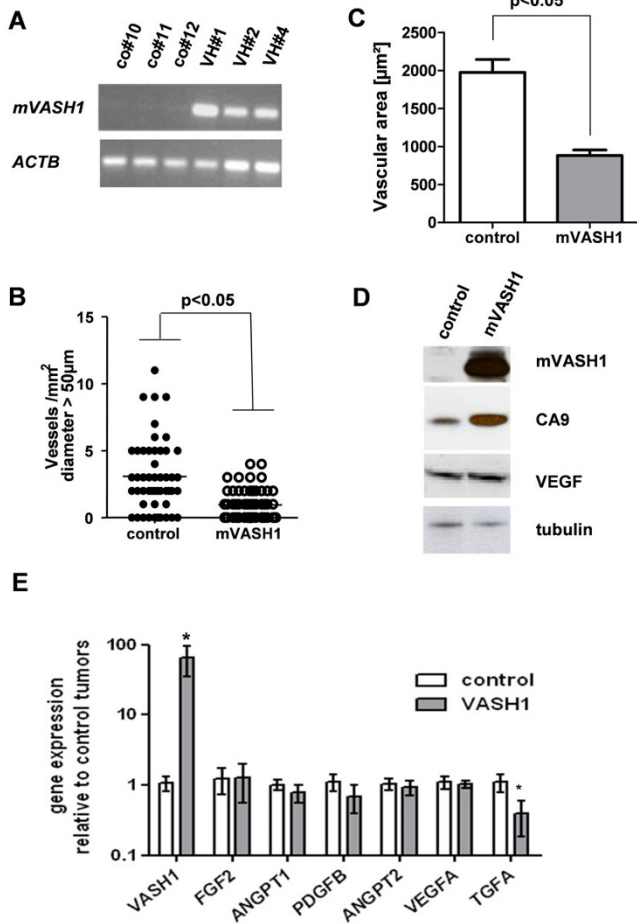 A
co#10 co#11 co#12 VH#1 VH#2 VH#4
mVASH1
ACTB
B
p<0.05
15
10
5
0
Vessels /mm²
diameter > 50µm
control mVASH1
C
p<0.05
2500
2000
1500
1000
500
0
Vascular area [µm²]
control mVASH1
D
control mVASH1
mVASH1
CA9
VEGF
tubulin
E
gene expression
relative to control tumors
100
10
1
0.1
*
*
control
VASH1
VASH1 FGF2 ANGPT1 PDGFB ANGPT2 VEGFA TGFA